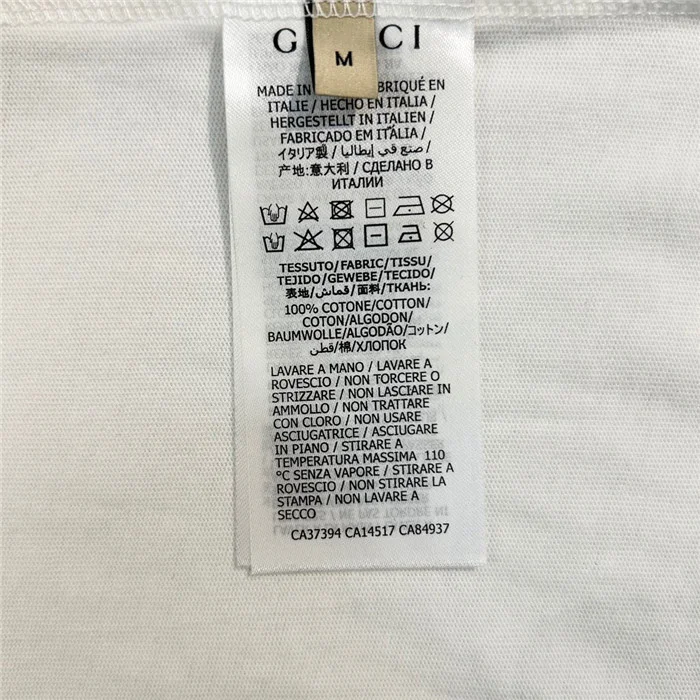 G CI
M
MADE IN BRIQUÉ EN
ITALIE / HECHO EN ITALIA /
HERGESTELLT IN ITALIEN /
FABRICADO EM ITÁLIA /
イタリア製 / صنع في إيطاليا /
产地:意大利 / СДЕЛАНО В
ИТАЛИИ
TESSUTO/FABRIC/TISSU/
TEJIDO/GEWEBE/TECIDO/
表地/قماش/面料/ТКАНЬ:
100% COTONE/COTTON/
COTON/ALGODON/
BAUMWOLLE/ALGODÃO/コットン/
قطن/棉/ХЛОПОК
LAVARE A MANO / LAVARE A
ROVESCIO / NON TORCERE O
STRIZZARE / NON LASCIARE IN
AMMOLLO / NON TRATTARE
CON CLORO / NON USARE
ASCIUGATRICE / ASCIUGARE
IN PIANO / STIRARE A
TEMPERATURA MASSIMA 110
°C SENZA VAPORE / STIRARE A
ROVESCIO / NON STIRARE LA
STAMPA / NON LAVARE A
SECCO
CA37394 CA14517 CA84937